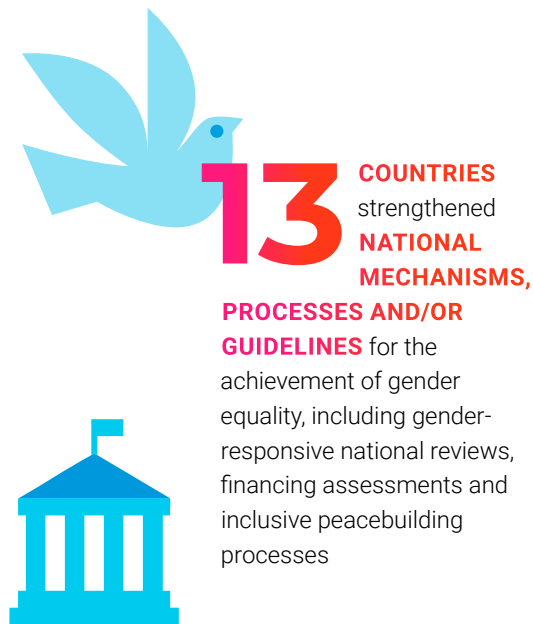 13 COUNTRIES
strengthened
NATIONAL
MECHANISMS,
PROCESSES AND/OR
GUIDELINES for the
achievement of gender
equality, including gender-
responsive national reviews,
financing assessments and
inclusive peacebuilding
processes